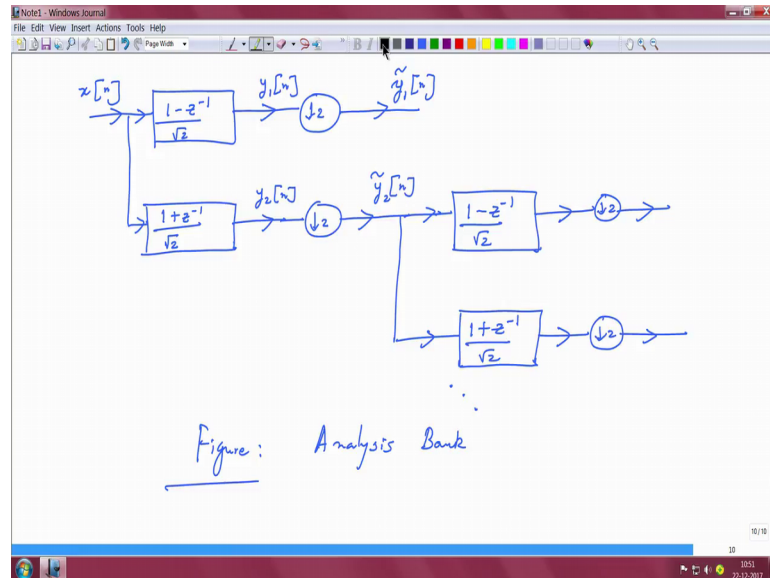 Note1 - Windows Journal
File Edit View Insert Actions Tools Help
Page Width
B I
x[n]
1 - z⁻¹
√2
y₁[n]
↓2
ỹ₁[n]
1 + z⁻¹
√2
y₂[n]
↓2
ỹ₂[n]
1 - z⁻¹
√2
↓2
1 + z⁻¹
√2
↓2
Figure: Analysis Bank
10/10
10
10:51
22-12-2017